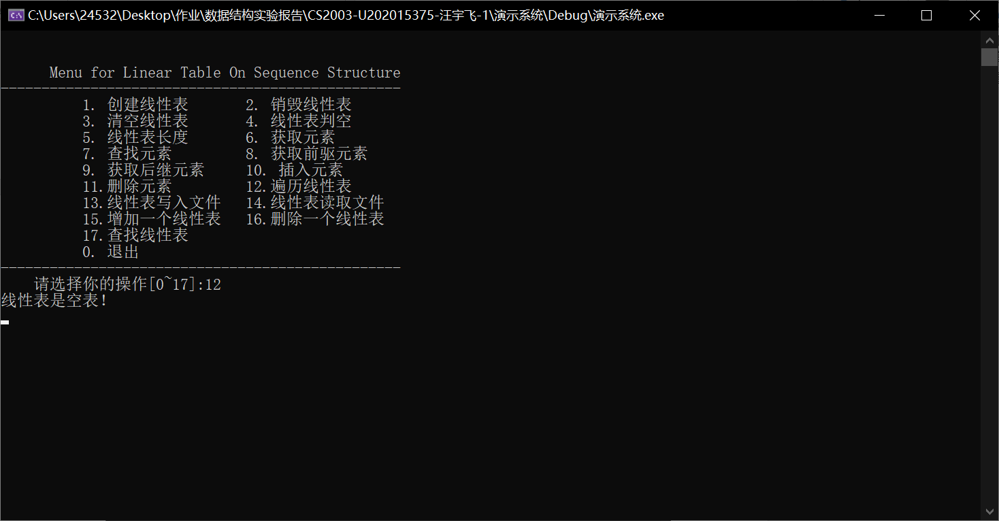 C:\Users\24532\Desktop\作业\数据结构实验报告\CS2003-U202015375-汪宇飞-1\演示系统\Debug\演示系统.exe
Menu for Linear Table On Sequence Structure
-------------------------------------------------
1. 创建线性表 2. 销毁线性表
3. 清空线性表 4. 线性表判空
5. 线性表长度 6. 获取元素
7. 查找元素 8. 获取前驱元素
9. 获取后继元素 10. 插入元素
11.删除元素 12.遍历线性表
13.线性表写入文件 14.线性表读取文件
15.增加一个线性表 16.删除一个线性表
17.查找线性表
0. 退出
-------------------------------------------------
请选择你的操作[0~17]:12
线性表是空表!